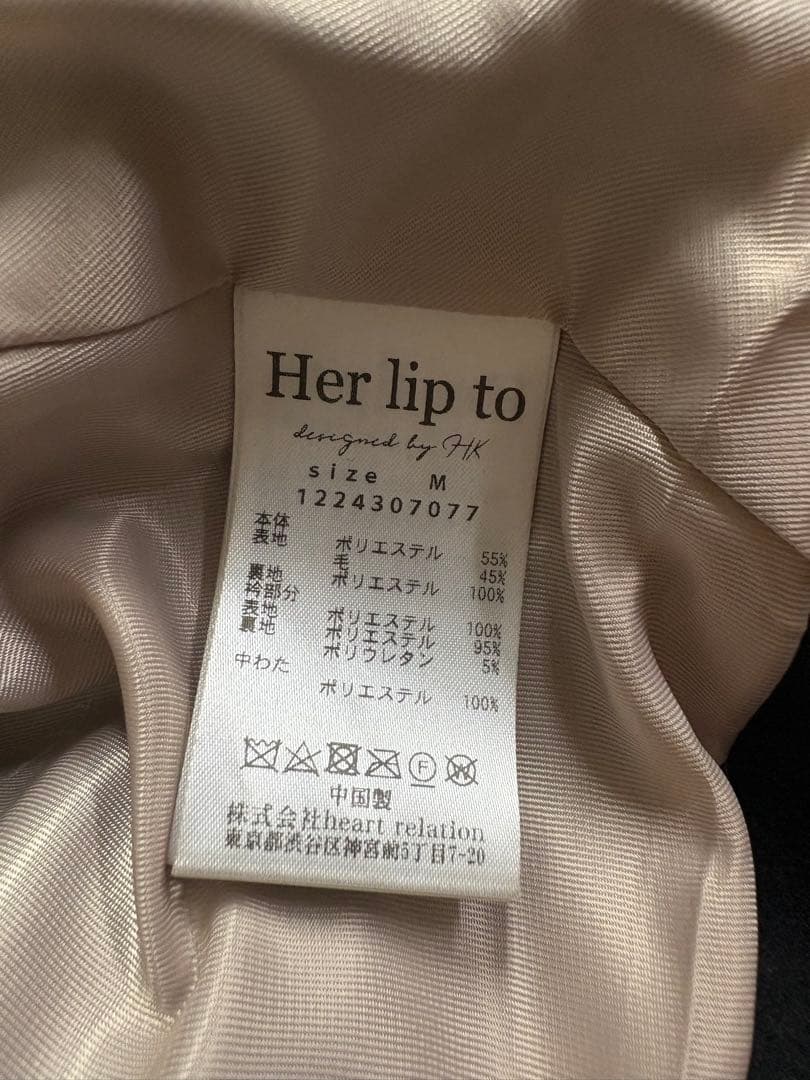 Her lip to
designed by HK
size M
1224307077
本体
表地 ポリエステル 55%
毛 45%
裏地 ポリエステル 100%
衿部分
表地 ポリエステル 100%
裏地 ポリエステル 95%
ポリウレタン 5%
中わた
ポリエステル 100%
F W
中国製
株式会社heart relation
東京都渋谷区神宮前5丁目7-20